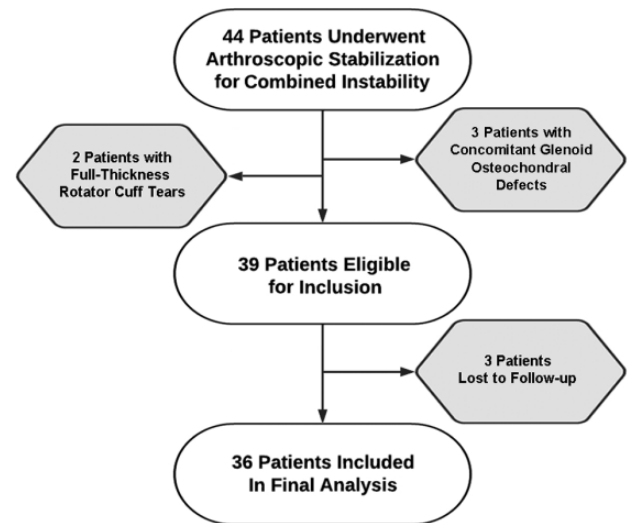 44 Patients Underwent
Arthroscopic Stabilization
for Combined Instability
2 Patients with
Full-Thickness
Rotator Cuff Tears
3 Patients with
Concomitant Glenoid
Osteochondral
Defects
39 Patients Eligible
for Inclusion
3 Patients
Lost to Follow-up
36 Patients Included
In Final Analysis